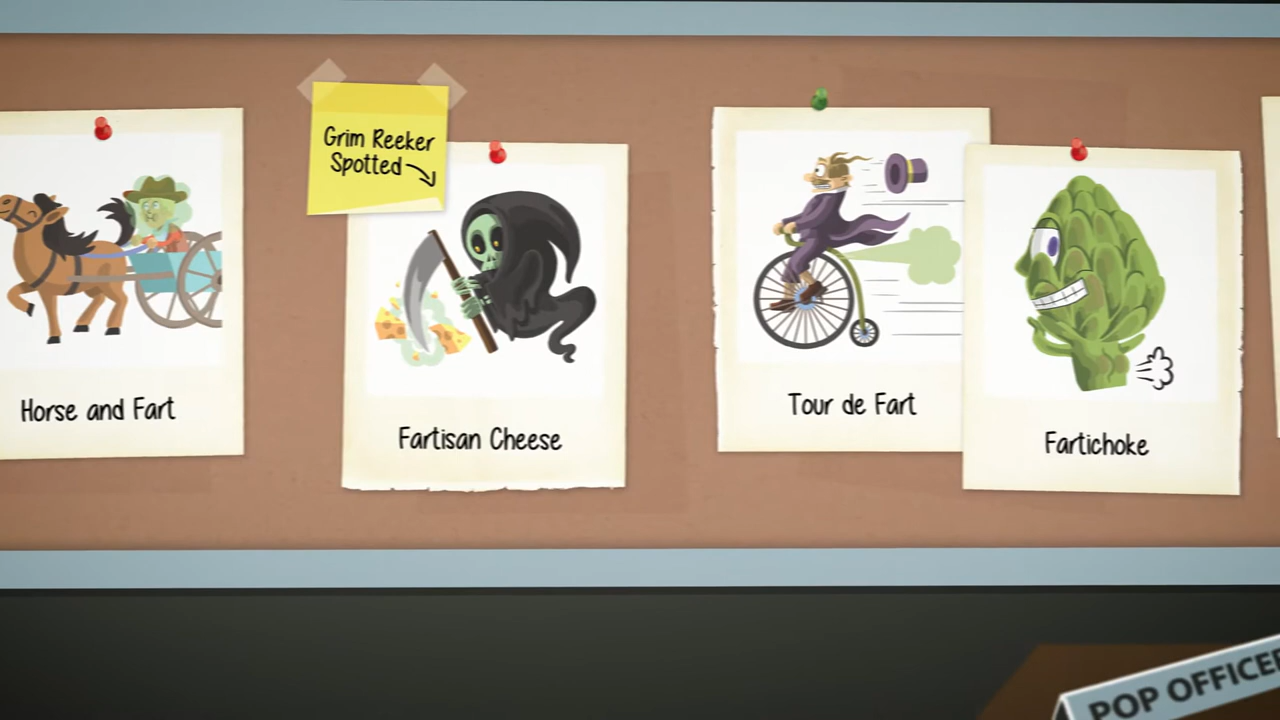 Grim Reeker
Spotted
Horse and Fart
Fartisan Cheese
Tour de Fart
Fartichoke
POP OFFICER